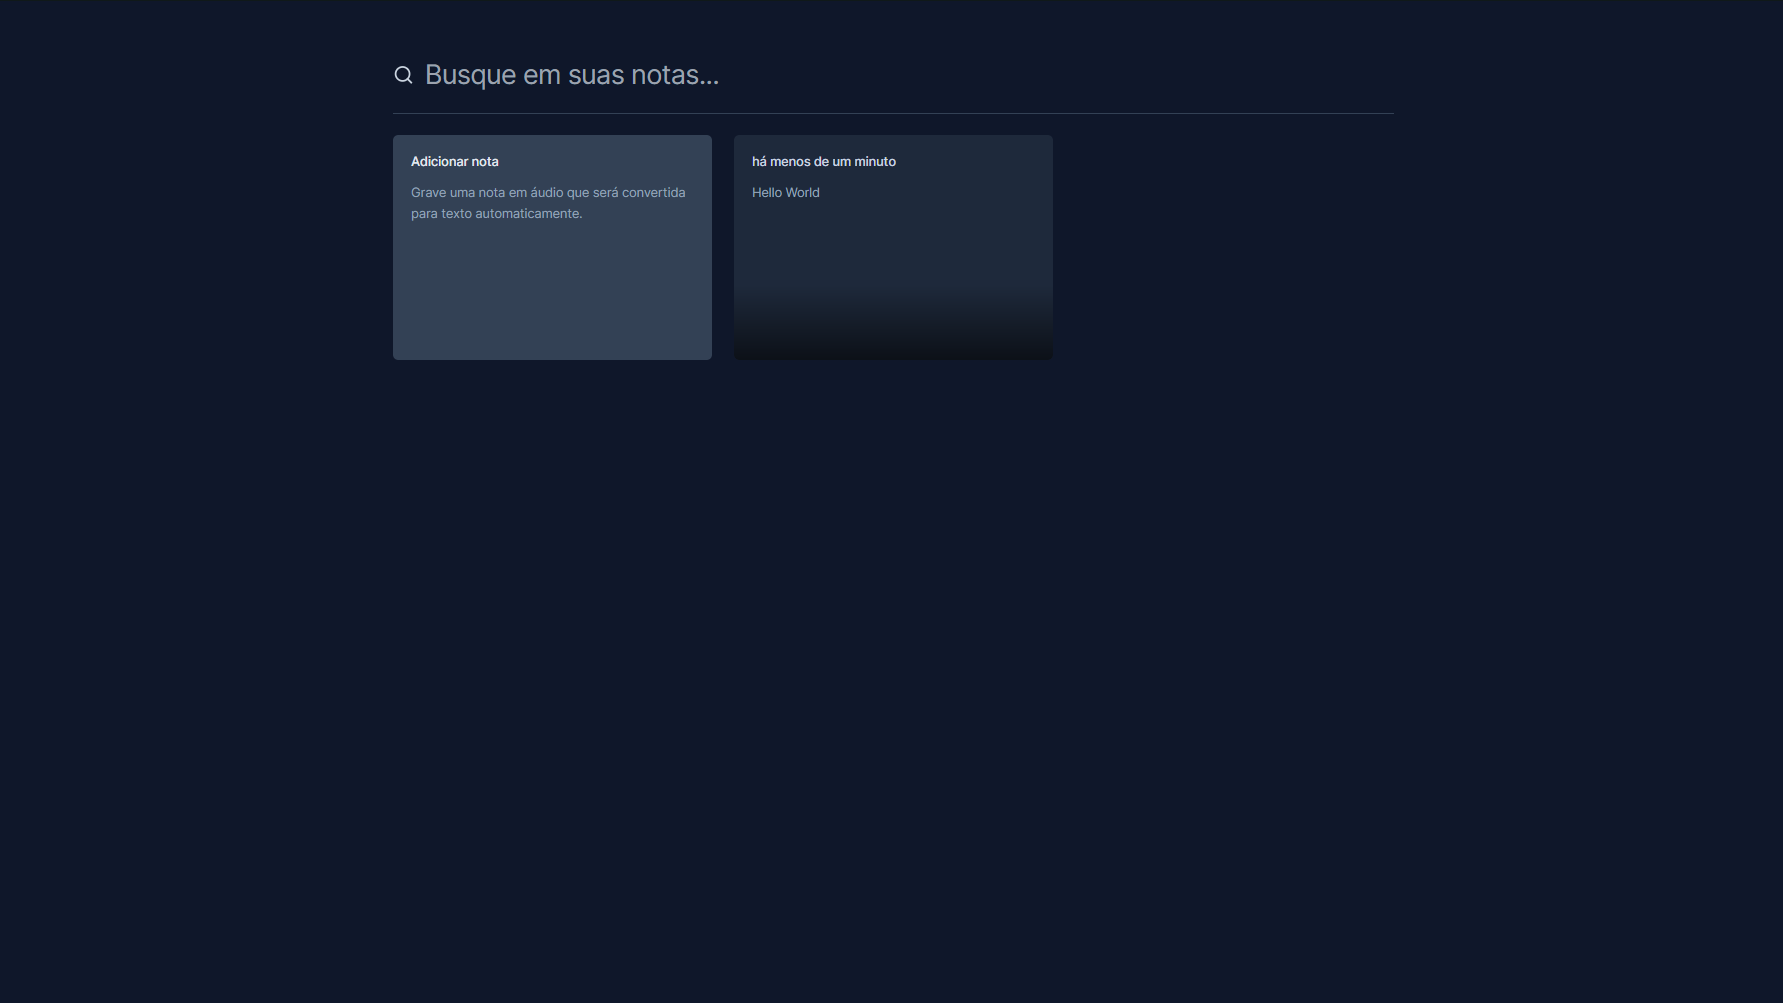 Busque em suas notas...
Adicionar nota
Grave uma nota em áudio que será convertida
para texto automaticamente.
há menos de um minuto
Hello World